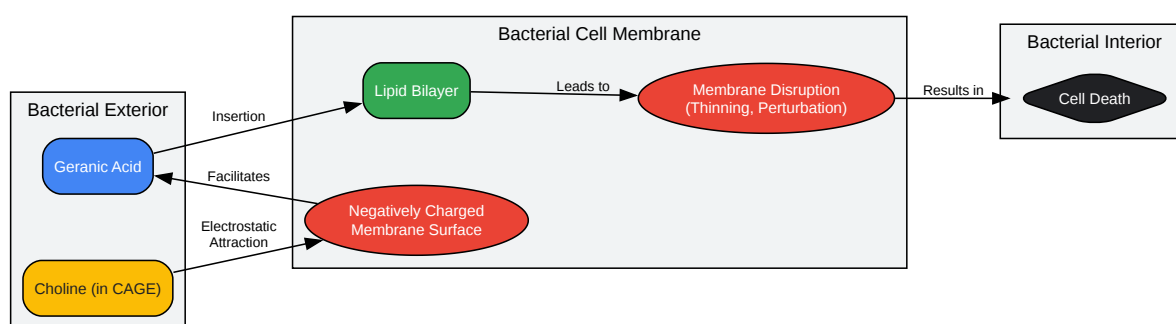 Bacterial Cell Membrane
Bacterial Interior
Bacterial Exterior
Lipid Bilayer
Leads to
Membrane Disruption
(Thinning, Perturbation)
Results in
Cell Death
Insertion
Geranic Acid
Facilitates
Negatively Charged
Membrane Surface
Electrostatic
Attraction
Choline (in CAGE)